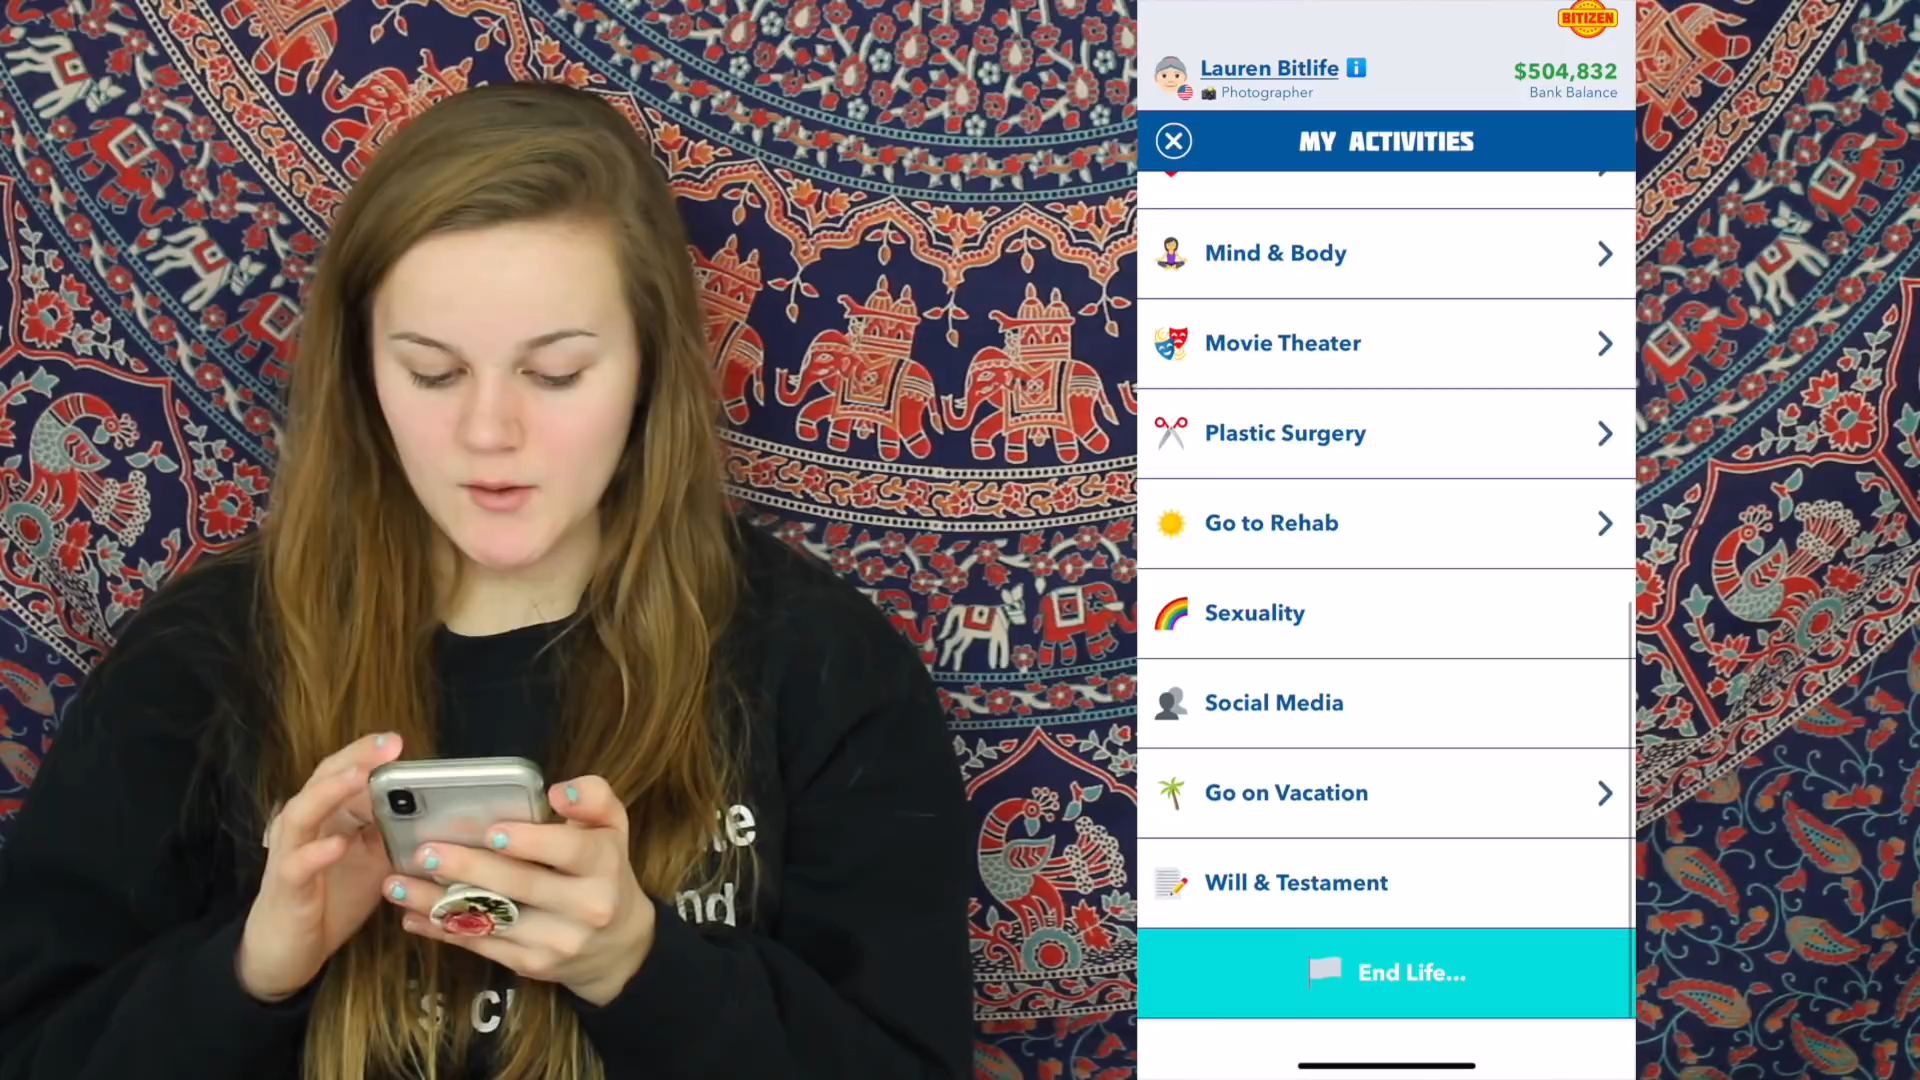 BITIZEN
Lauren Bitlife
$504,832
Photographer
Bank Balance
MY ACTIVITIES
Mind & Body
Movie Theater
Plastic Surgery
Go to Rehab
Sexuality
Social Media
Go on Vacation
Will & Testament
End Life...